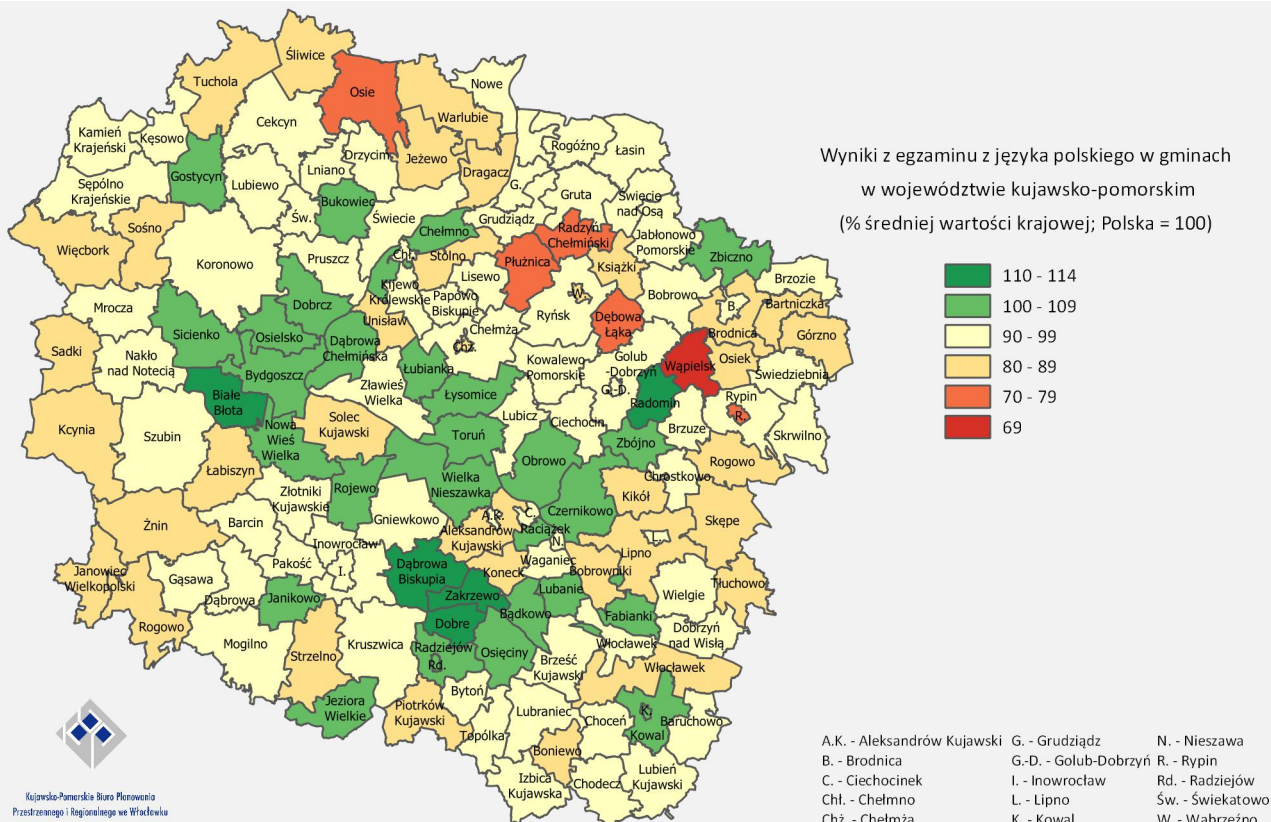 Wyniki z egzaminu z języka polskiego w gminach
w województwie kujawsko-pomorskim
(% średniej wartości krajowej; Polska = 100)
110 - 114
100 - 109
90 - 99
80 - 89
70 - 79
69
Śliwice
Tuchola
Osie
Nowe
Warlubie
Cekcyn
Kamień
Krajeński
Kęsowo
Rogóźno
Łasin
Drzycim
Jeżewo
Lniano
Dragacz
Gostycyn
Lubiewo
Sępólno
Krajeńskie
G.
Gruta
Świecie
nad Osą
Bukowiec
Św.
Świecie
Grudziądz
Sośno
Więcbork
Chełmno
Radzyń
Chełmiński
Jabłonowo
Pomorskie
Zbiczno
Koronowo
Pruszcz
Chł.
Stolno
Płużnica
Książki
Lisewo
Brzozie
Kijewo
Królewskie
Papowo
Biskupie
W.
Bobrowo
Mrocza
Dobrcz
B.
Bartniczka
Unisław
Ryńsk
Dębowa
Łąka
Chełmża
Brodnica
Górzno
Sicienko
Osielsko
Dąbrowa
Chełmińska
Chż.
Sadki
Nakło
nad Notecią
Kowalewo
Pomorskie
Golub
-Dobrzyń
Wąpielsk
Osiek
Świedziebnia
Bydgoszcz
Łubianka
Białe
Błota
Zławieś
Wielka
Łysomice
G.-D.
Radomin
Rypin
R.
Kcynia
Szubin
Nowa
Wieś
Wielka
Solec
Kujawski
Toruń
Lubicz
Ciechocin
Zbójno
Brzuze
Skrwilno
Łabiszyn
Obrowo
Rogowo
Złotniki
Kujawskie
Rojewo
Wielka
Nieszawka
Chrostkowo
Kikół
Czernikowo
Żnin
Barcin
Gniewkowo
A.K.
C.
Raciążek
Skępe
Aleksandrów
Kujawski
N.
L.
Inowrocław
Pakość
I.
Waganiec
Lipno
Janowiec
Wielkopolski
Gąsawa
Dąbrowa
Biskupia
Koneck
Bobrowniki
Tłuchowo
Dąbrowa
Janikowo
Zakrzewo
Lubanie
Wielgie
Bądkowo
Fabianki
Rogowo
Dobre
Dobrzyń
nad Wisłą
Mogilno
Strzelno
Kruszwica
Radziejów
Rd.
Osięciny
Włocławek
Brześć
Kujawski
Włocławek
Jeziora
Wielkie
Bytoń
Piotrków
Kujawski
Lubraniec
Choceń
K.
Kowal
Baruchowo
Topólka
Boniewo
Izbica
Kujawska
Chodecz
Lubień
Kujawski
Kujawsko-Pomorskie Biuro Planowania
Przestrzennego i Regionalnego we Włocławku
A.K. - Aleksandrów Kujawski G. - Grudziądz N. - Nieszawa
B. - Brodnica G.-D. - Golub-Dobrzyń R. - Rypin
C. - Ciechocinek I. - Inowrocław Rd. - Radziejów
Chł. - Chełmno L. - Lipno Św. - Świekatowo
Chż. - Chełmża K. - Kowal W. - Wąbrzeźno